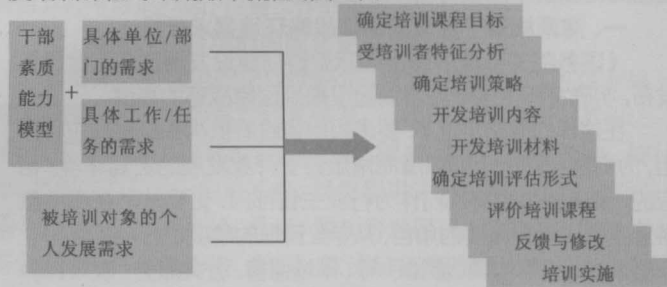 干部
素质
能力
模型
+
具体单位/部
门的需求
具体工作/任
务的需求
被培训对象的个
人发展需求
确定培训课程目标
受培训者特征分析
确定培训策略
开发培训内容
开发培训材料
确定培训评估形式
评价培训课程
反馈与修改
培训实施